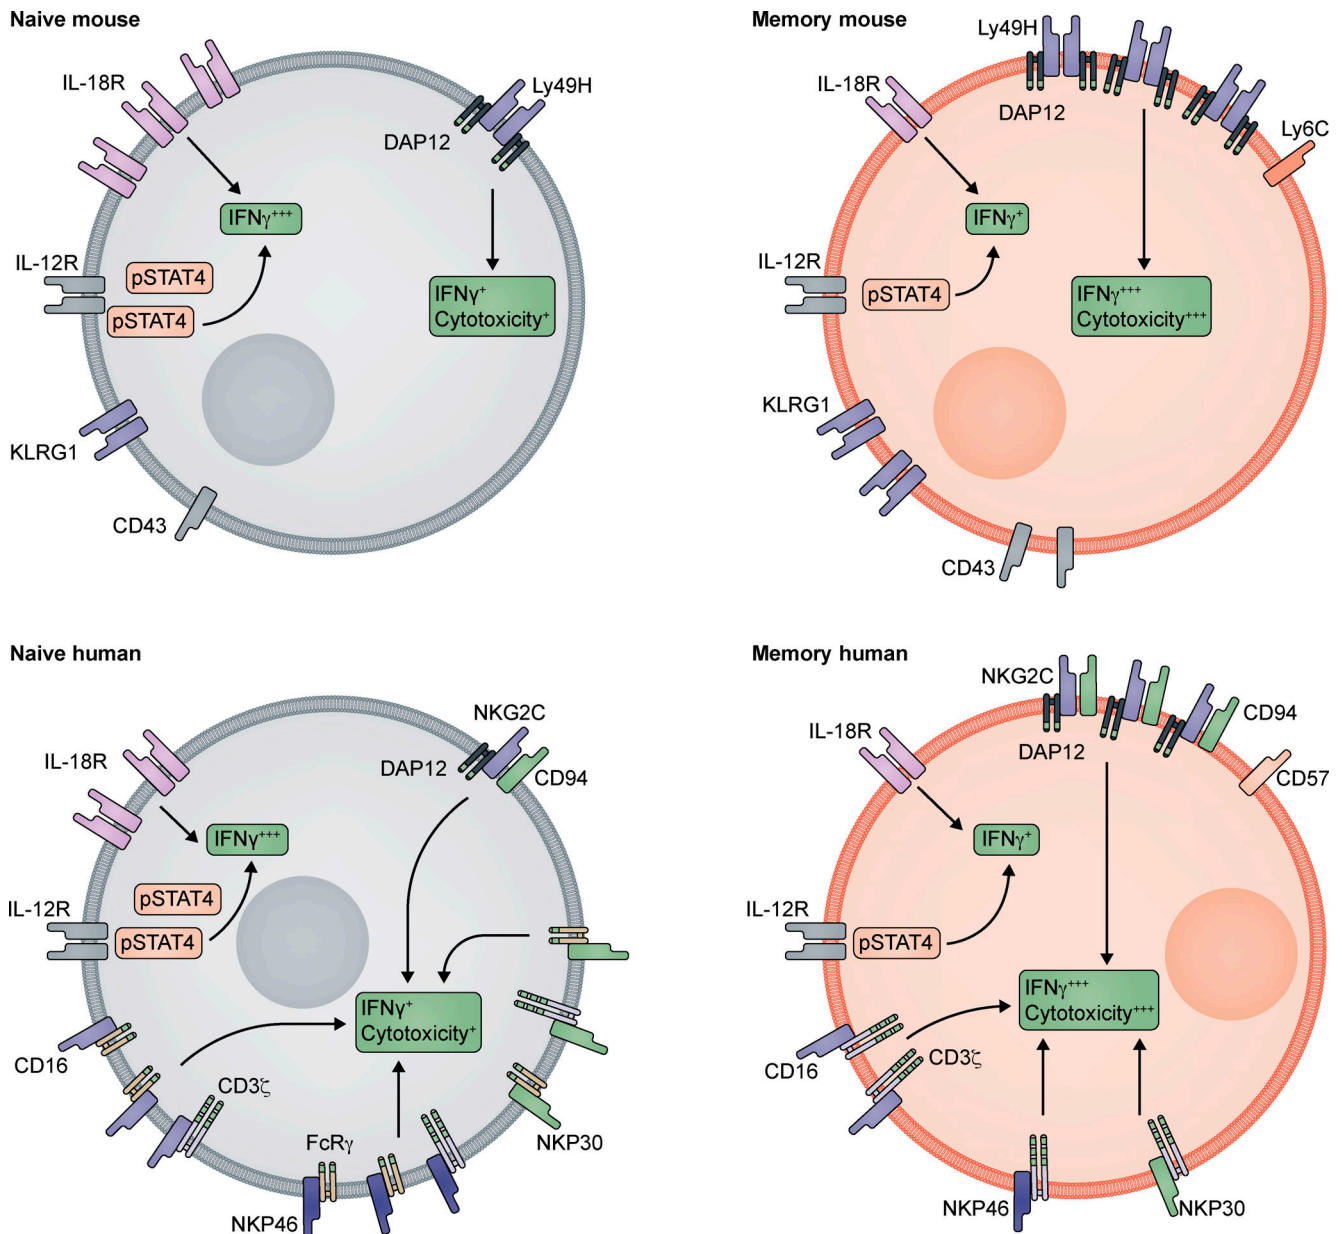 Naive mouse
IL-18R
Ly49H
DAP12
IFNγ+++
IL-12R
pSTAT4
pSTAT4
IFNγ+
Cytotoxicity+
KLRG1
CD43
Memory mouse
Ly49H
IL-18R
DAP12
Ly6C
IFNγ+
IL-12R
pSTAT4
IFNγ+++
Cytotoxicity+++
KLRG1
CD43
Naive human
NKG2C
IL-18R
DAP12
CD94
IFNγ+++
pSTAT4
IL-12R
pSTAT4
IFNγ+
Cytotoxicity+
CD16
CD3ζ
FcRγ
NKP30
NKP46
Memory human
NKG2C
CD94
IL-18R
DAP12
CD57
IFNγ+
IL-12R
pSTAT4
IFNγ+++
Cytotoxicity+++
CD16
CD3ζ
NKP46
NKP30